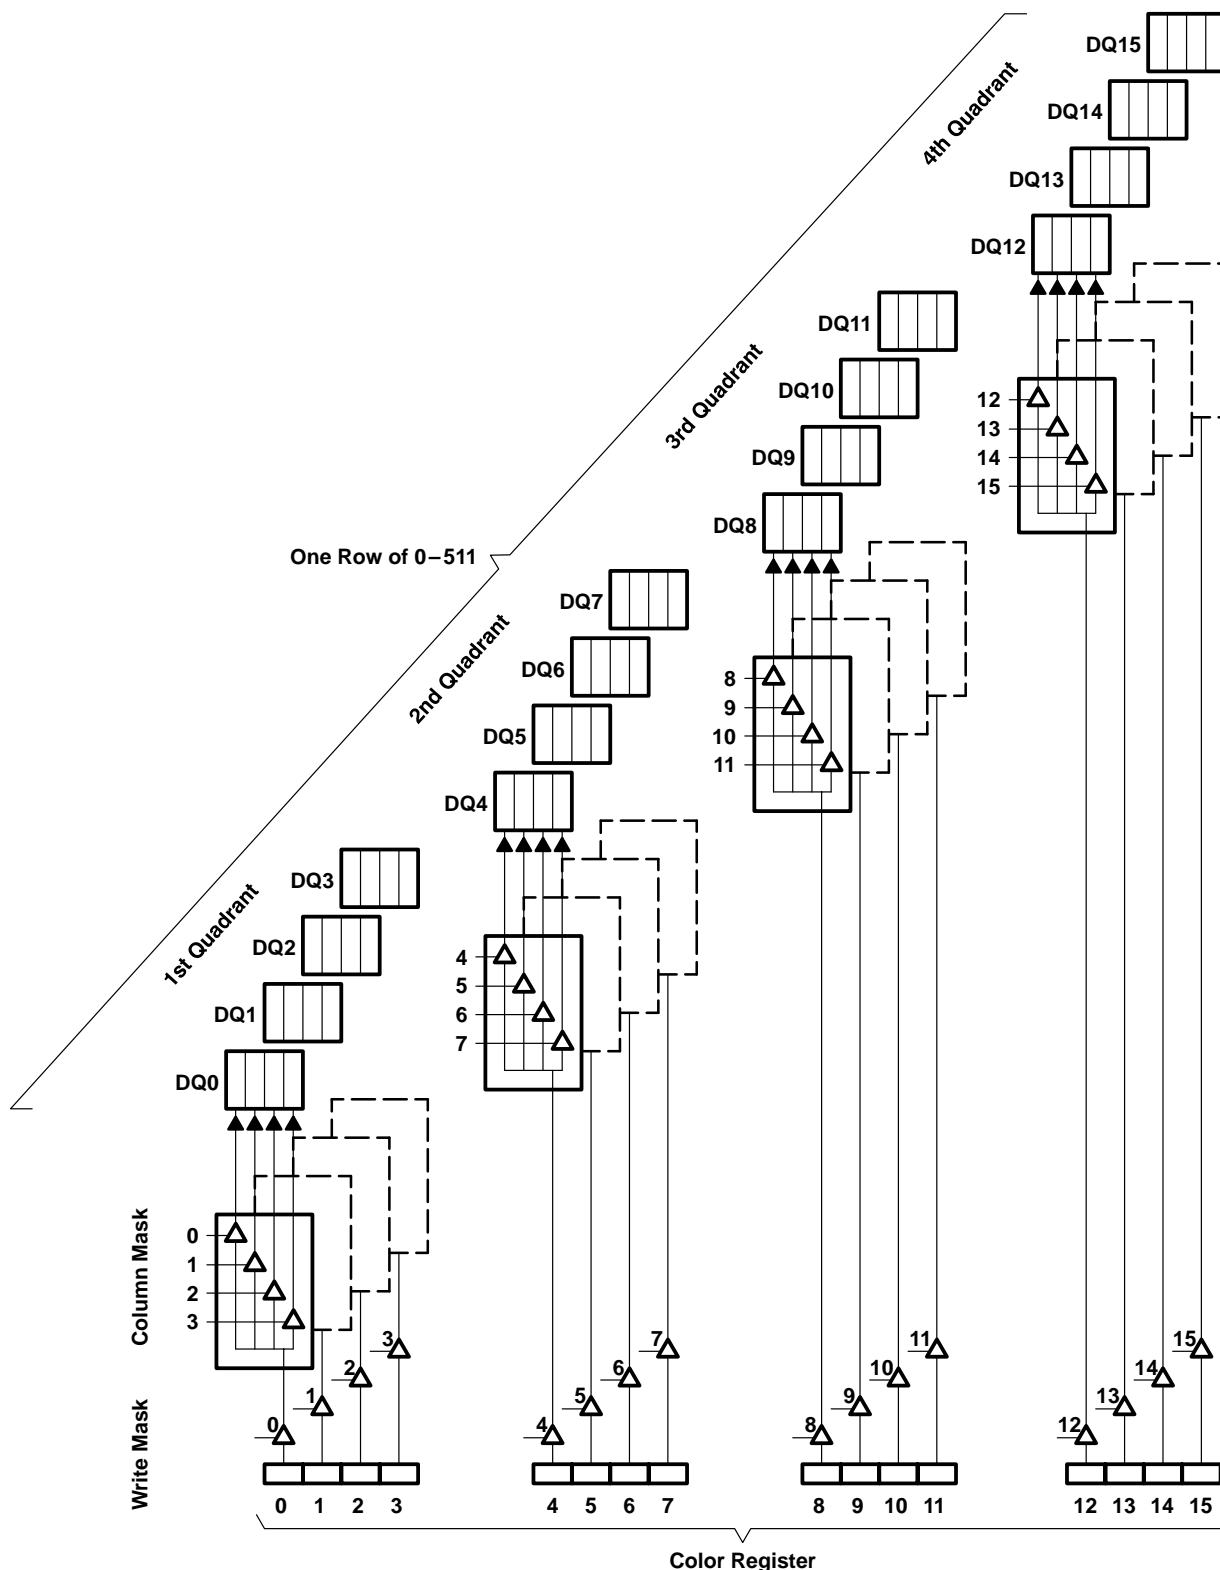 DQ15
DQ14
DQ13
DQ12
4th Quadrant
DQ11
DQ10
DQ9
DQ8
3rd Quadrant
12
13
14
15
One Row of 0–511
DQ7
DQ6
DQ5
DQ4
2nd Quadrant
8
9
10
11
DQ3
DQ2
DQ1
DQ0
1st Quadrant
4
5
6
7
Column Mask
0
1
2
3
Write Mask
0
1
2
3
4
5
6
7
8
9
10
11
12
13
14
15
0 1 2 3 4 5 6 7 8 9 10 11 12 13 14 15
Color Register